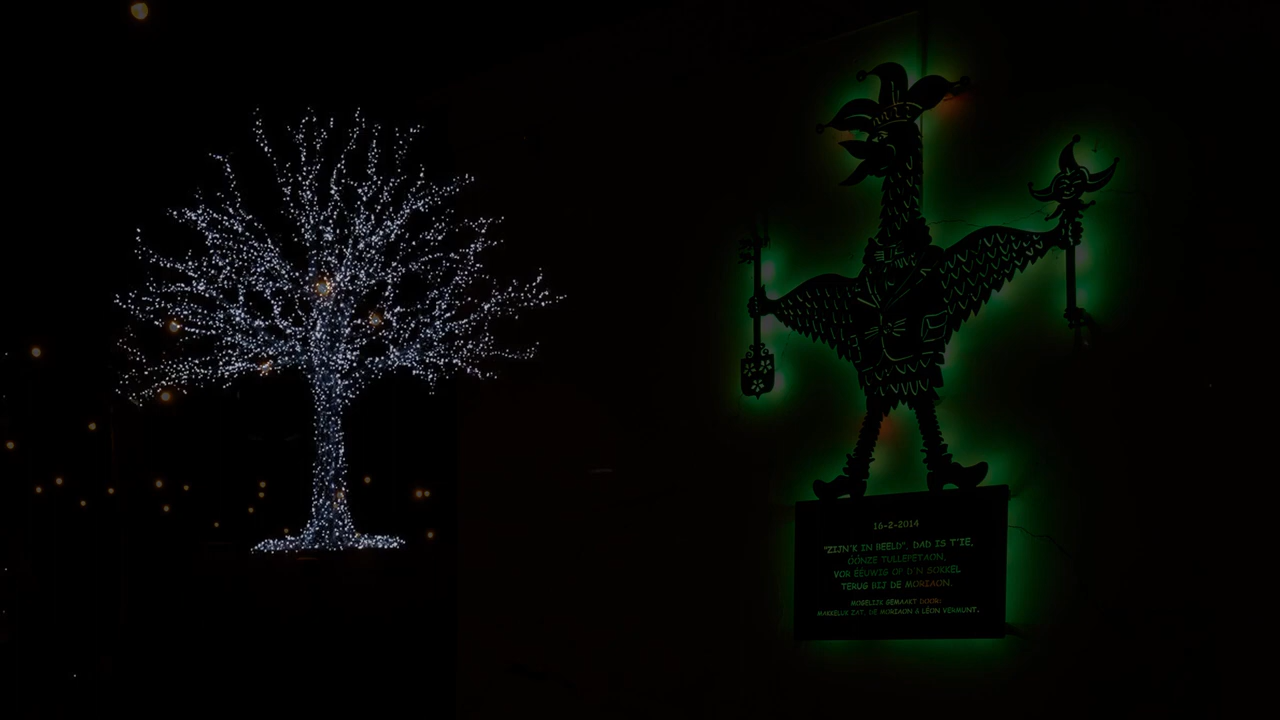 16-2-2014
"ZIJN'K IN BEELD", DAD IS T'IE,
ÓÓNZE TULLEPETAON,
VOR ÉÉUWIG OP D'N SOKKEL
TERUG BIJ DE MORIAON.
MOGELIJK GEMAAKT DOOR:
MAKKELIJK ZAT, DE MORIAON & LÉON VERMUNT.